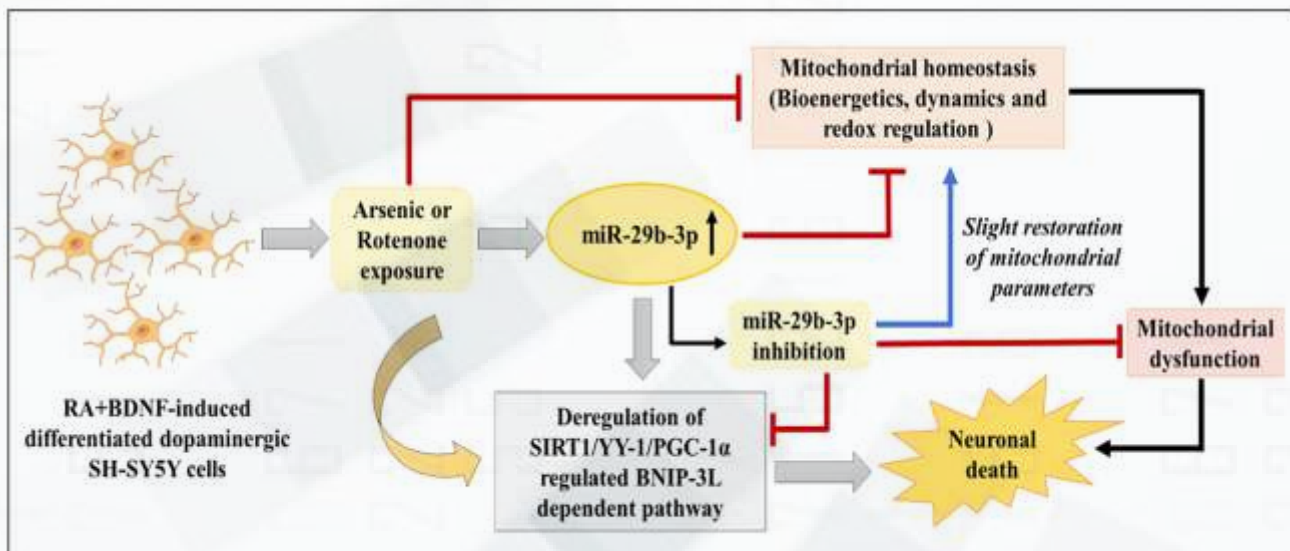 Mitochondrial homeostasis
(Bioenergetics, dynamics and
redox regulation )
Arsenic or
Rotenone
exposure
miR-29b-3p
Slight restoration
of mitochondrial
parameters
miR-29b-3p
inhibition
Mitochondrial
dysfunction
RA+BDNF-induced
differentiated dopaminergic
SH-SY5Y cells
Deregulation of
SIRT1/YY-1/PGC-1α
regulated BNIP-3L
dependent pathway
Neuronal
death